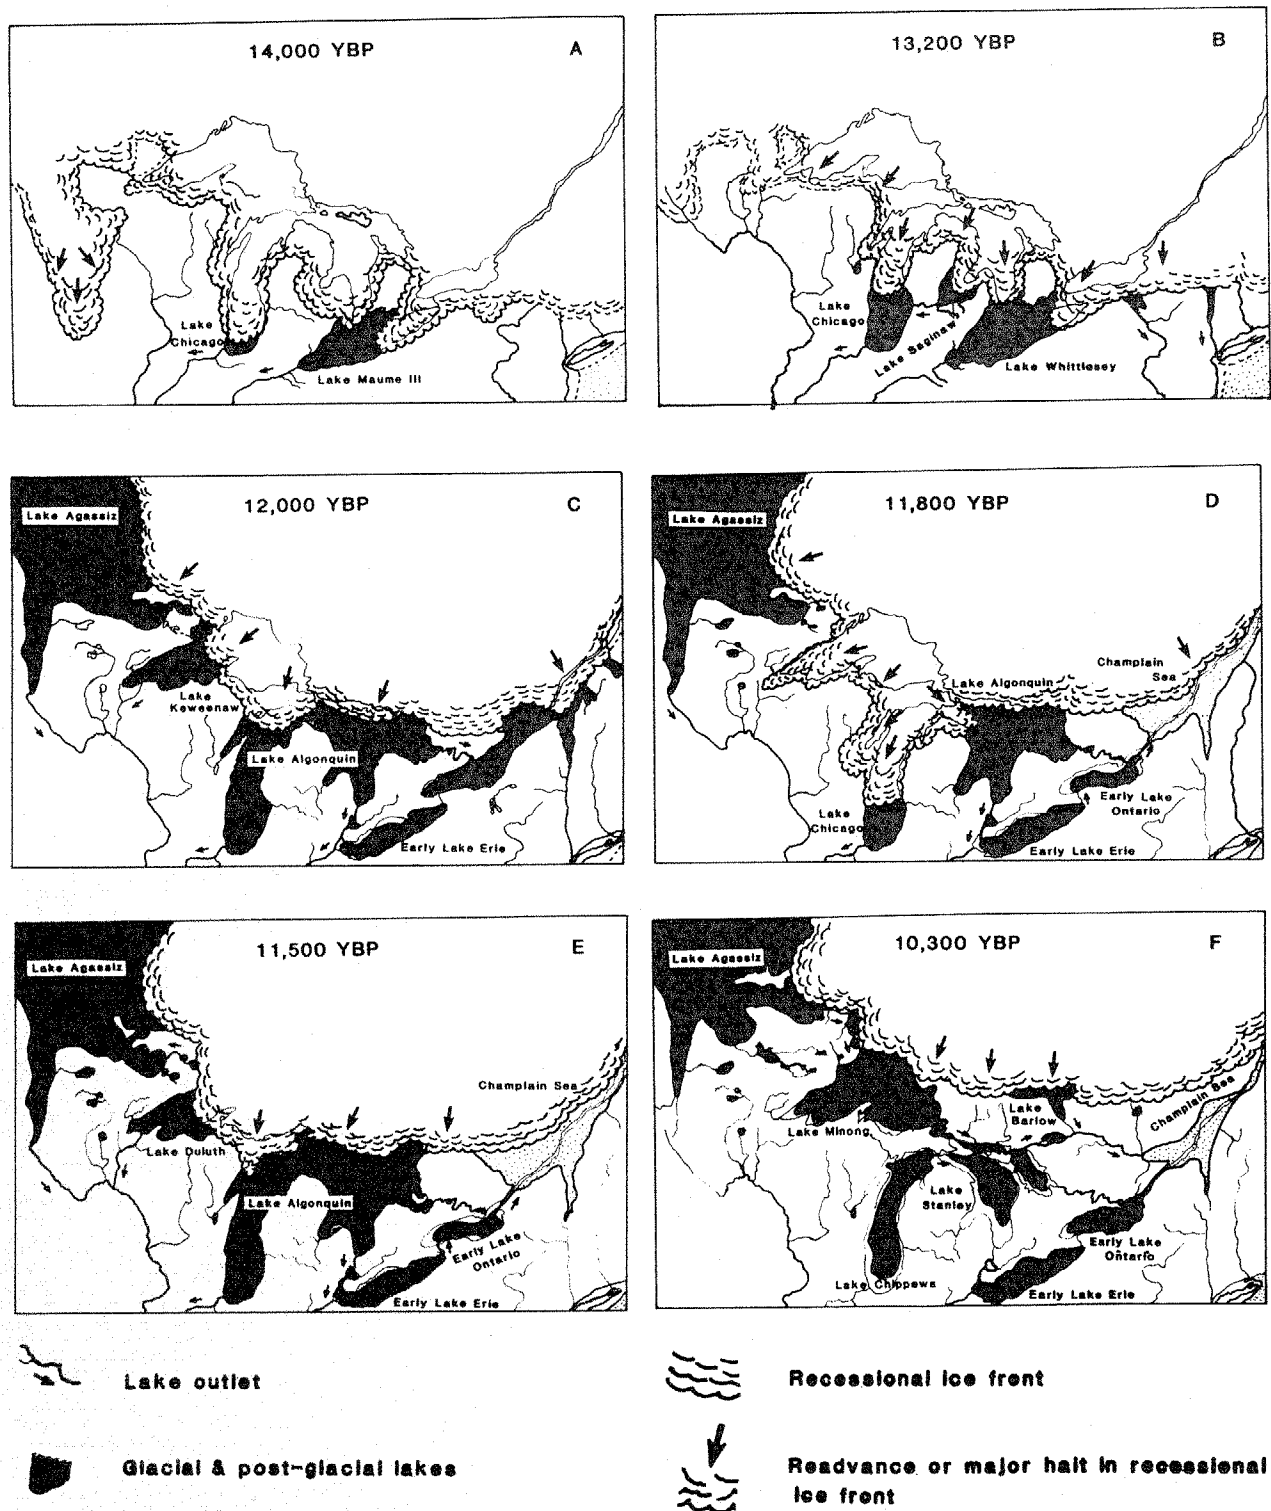 14,000 YBP
A
Lake
Chicago
Lake Maume III
13,200 YBP
B
Lake
Chicago
Lake Saginaw
Lake Whittlesey
12,000 YBP
C
Lake Agassiz
Lake
Keweenaw
Lake Algonquin
Early Lake Erie
11,800 YBP
D
Lake Agassiz
Champlain
Sea
Lake Algonquin
Lake
Chicago
Early Lake
Ontario
Early Lake Erie
11,500 YBP
E
Lake Agassiz
Champlain Sea
Lake Duluth
Lake Algonquin
Early Lake
Ontario
Early Lake Erie
10,300 YBP
F
Lake Agassiz
Champlain Sea
Lake
Barlow
Lake Minong
Lake
Stanley
Early Lake
Ontario
Lake Chippewa
Early Lake Erie
Lake outlet
Recessional ice front
Glacial & post-glacial lakes
Readvance or major halt in recessional
ice front